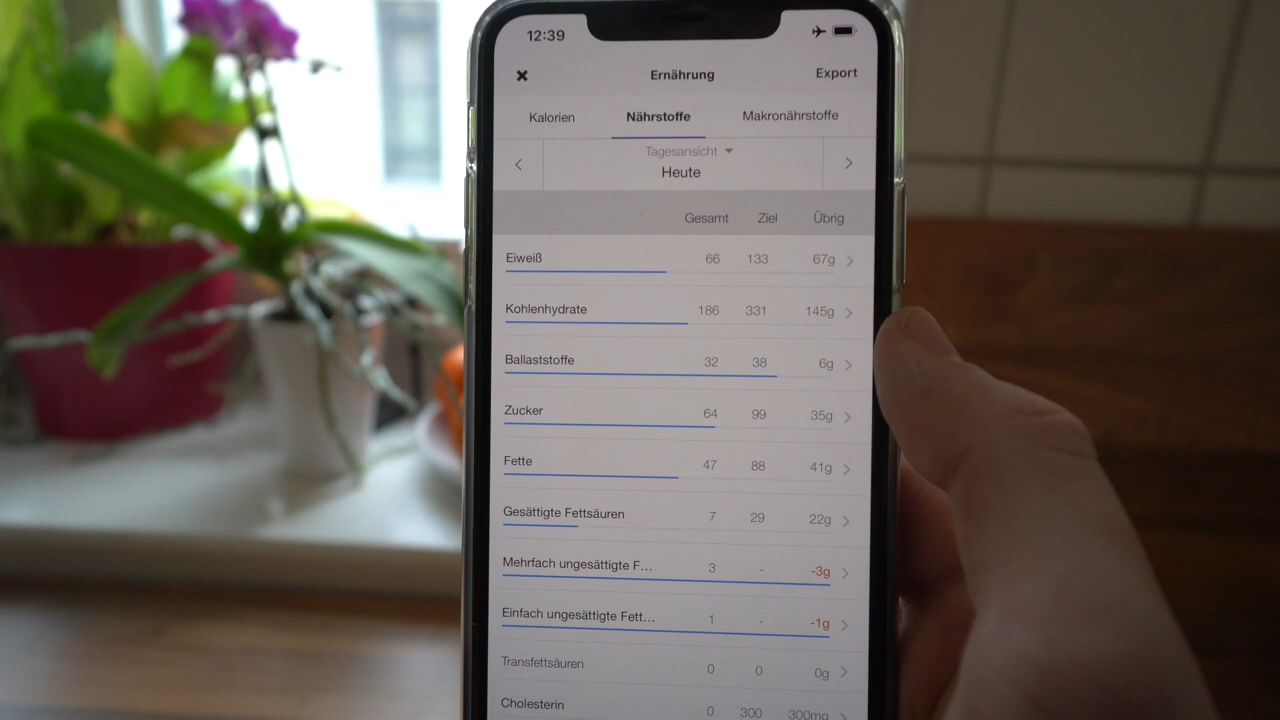 12:39
Ernährung
Export
Kalorien
Nährstoffe
Makronährstoffe
Tagesansicht
Heute
Gesamt Ziel Übrig
Eiweiß 66 133 67g
Kohlenhydrate 186 331 145g
Ballaststoffe 32 38 6g
Zucker 64 99 35g
Fette 47 88 41g
Gesättigte Fettsäuren 7 29 22g
Mehrfach ungesättigte F... 3 - -3g
Einfach ungesättigte Fett... 1 - -1g
Transfettsäuren 0 0 0g
Cholesterin 0 300 300mg